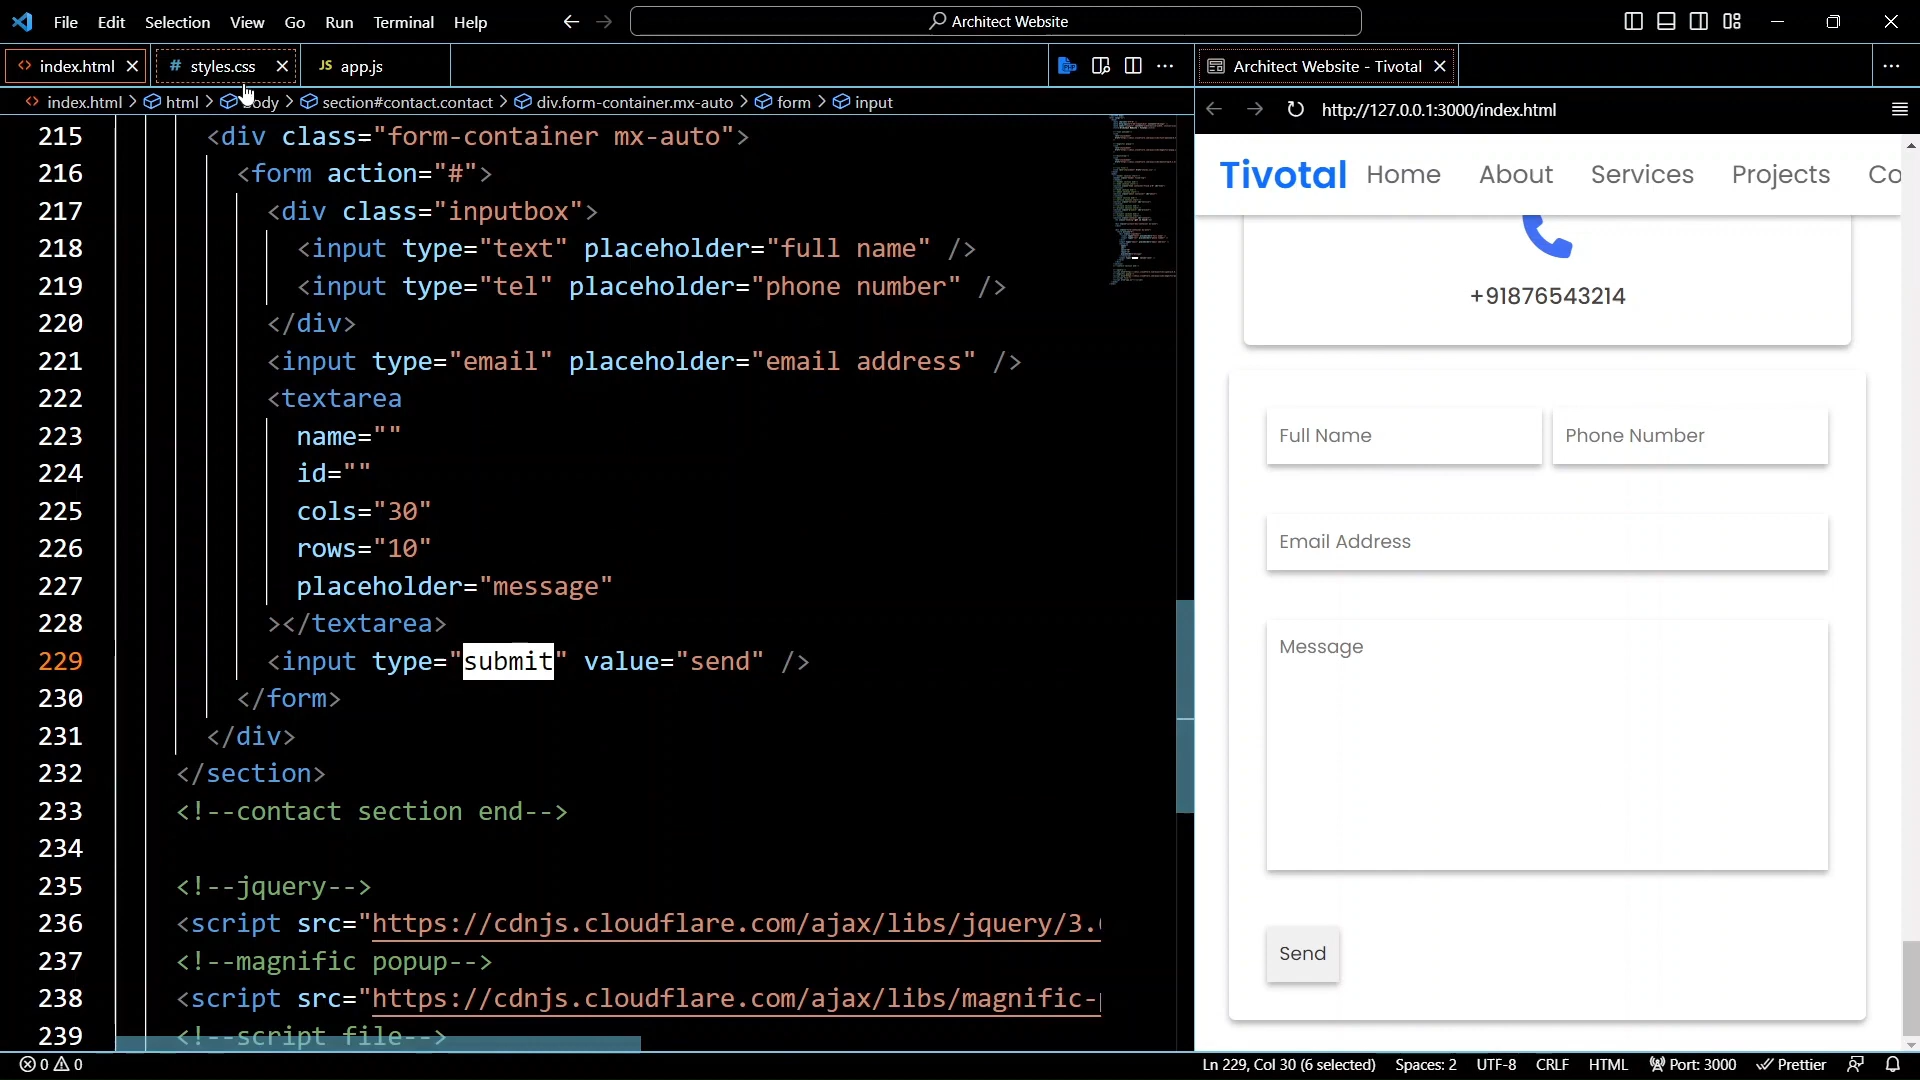 File Edit Selection View Go Run Terminal Help
Architect Website
index.html
styles.css
JS app.js
Architect Website - Tivotal
index.html > html > body > section#contact.contact > div.form-container.mx-auto > form > input
http://127.0.0.1:3000/index.html
215 <div class="form-container mx-auto">
216 <form action="#">
217 <div class="inputbox">
218 <input type="text" placeholder="full name" />
219 <input type="tel" placeholder="phone number" />
220 </div>
221 <input type="email" placeholder="email address" />
222 <textarea
223 name=""
224 id=""
225 cols="30"
226 rows="10"
227 placeholder="message"
228 ></textarea>
229 <input type="submit" value="send" />
230 </form>
231 </div>
232 </section>
233 <!--contact section end-->
234
235 <!--jquery-->
236 <script src="https://cdnjs.cloudflare.com/ajax/libs/jquery/3.
237 <!--magnific popup-->
238 <script src="https://cdnjs.cloudflare.com/ajax/libs/magnific-
239 <!--script file-->
Tivotal Home About Services Projects Co
+91876543214
Full Name
Phone Number
Email Address
Message
Send
0 0
Ln 229, Col 30 (6 selected) Spaces: 2 UTF-8 CRLF HTML Port: 3000 Prettier